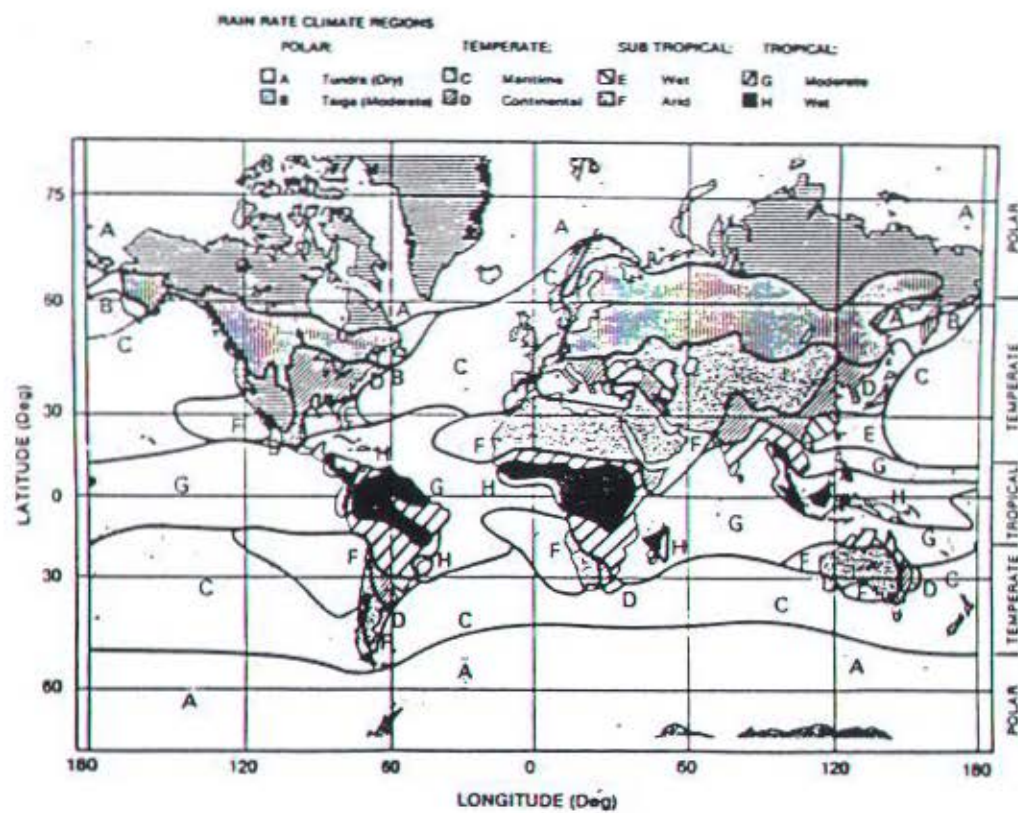 RAIN RATE CLIMATE REGIONS
POLAR: TEMPERATE: SUB TROPICAL: TROPICAL:
A Tundra (Dry) C Maritime E Wet G Moderate
B Taiga (Moderate) D Continental F Arid H Wet
75
A
A
A
POLAR
C
60
B
A
A
B
C
C
B
D
D
C
TEMPERATE
30
F
E
D
F
F
H
G
LATITUDE (Deg)
G
G
H
H
0
G
TROPICAL
F
H
F
H
G
F
C
30
C
D
D
D
C
D
C
F
TEMPERATE
A
A
60
A
POLAR
180 120 60 0 60 120 180
LONGITUDE (Deg)